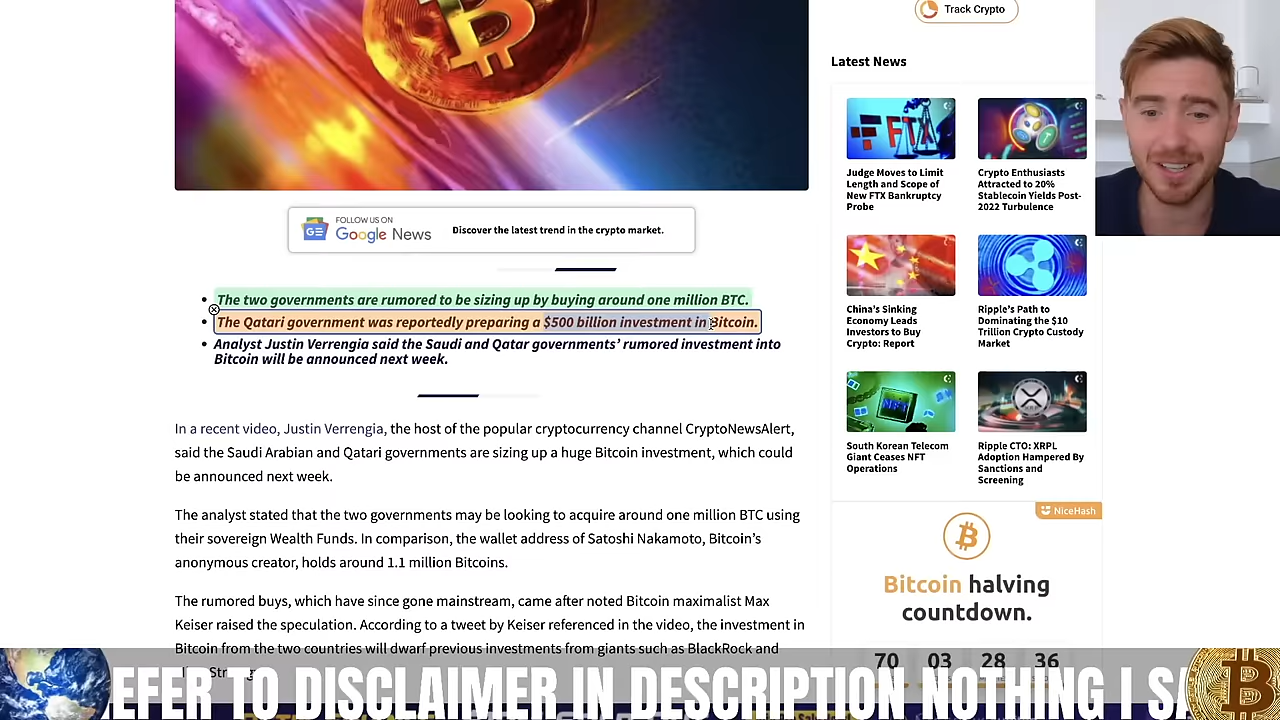 Track Crypto
Latest News
FTX
Judge Moves to Limit
Length and Scope of
New FTX Bankruptcy
Probe
Crypto Enthusiasts
Attracted to 20%
Stablecoin Yields Post-
2022 Turbulence
FOLLOW US ON
Google News
Discover the latest trend in the crypto market.
GE
The two governments are rumored to be sizing up by buying around one million BTC.
The Qatari government was reportedly preparing a $500 billion investment in Bitcoin.
Analyst Justin Verrengia said the Saudi and Qatar governments' rumored investment into
Bitcoin will be announced next week.
China's Sinking
Economy Leads
Investors to Buy
Crypto: Report
Ripple's Path to
Dominating the $10
Trillion Crypto Custody
Market
NFT
South Korean Telecom
Giant Ceases NFT
Operations
Ripple CTO: XRPL
Adoption Hampered By
Sanctions and
Screening
In a recent video, Justin Verrengia, the host of the popular cryptocurrency channel CryptoNewsAlert,
said the Saudi Arabian and Qatari governments are sizing up a huge Bitcoin investment, which could
be announced next week.
The analyst stated that the two governments may be looking to acquire around one million BTC using
their sovereign Wealth Funds. In comparison, the wallet address of Satoshi Nakamoto, Bitcoin's
anonymous creator, holds around 1.1 million Bitcoins.
The rumored buys, which have since gone mainstream, came after noted Bitcoin maximalist Max
Keiser raised the speculation. According to a tweet by Keiser referenced in the video, the investment in
Bitcoin from the two countries will dwarf previous investments from giants such as BlackRock and
NiceHash
Bitcoin halving
countdown.
70 03 28 36
EFER TO DISCLAIMER IN DESCRIPTION NOTHING I SA